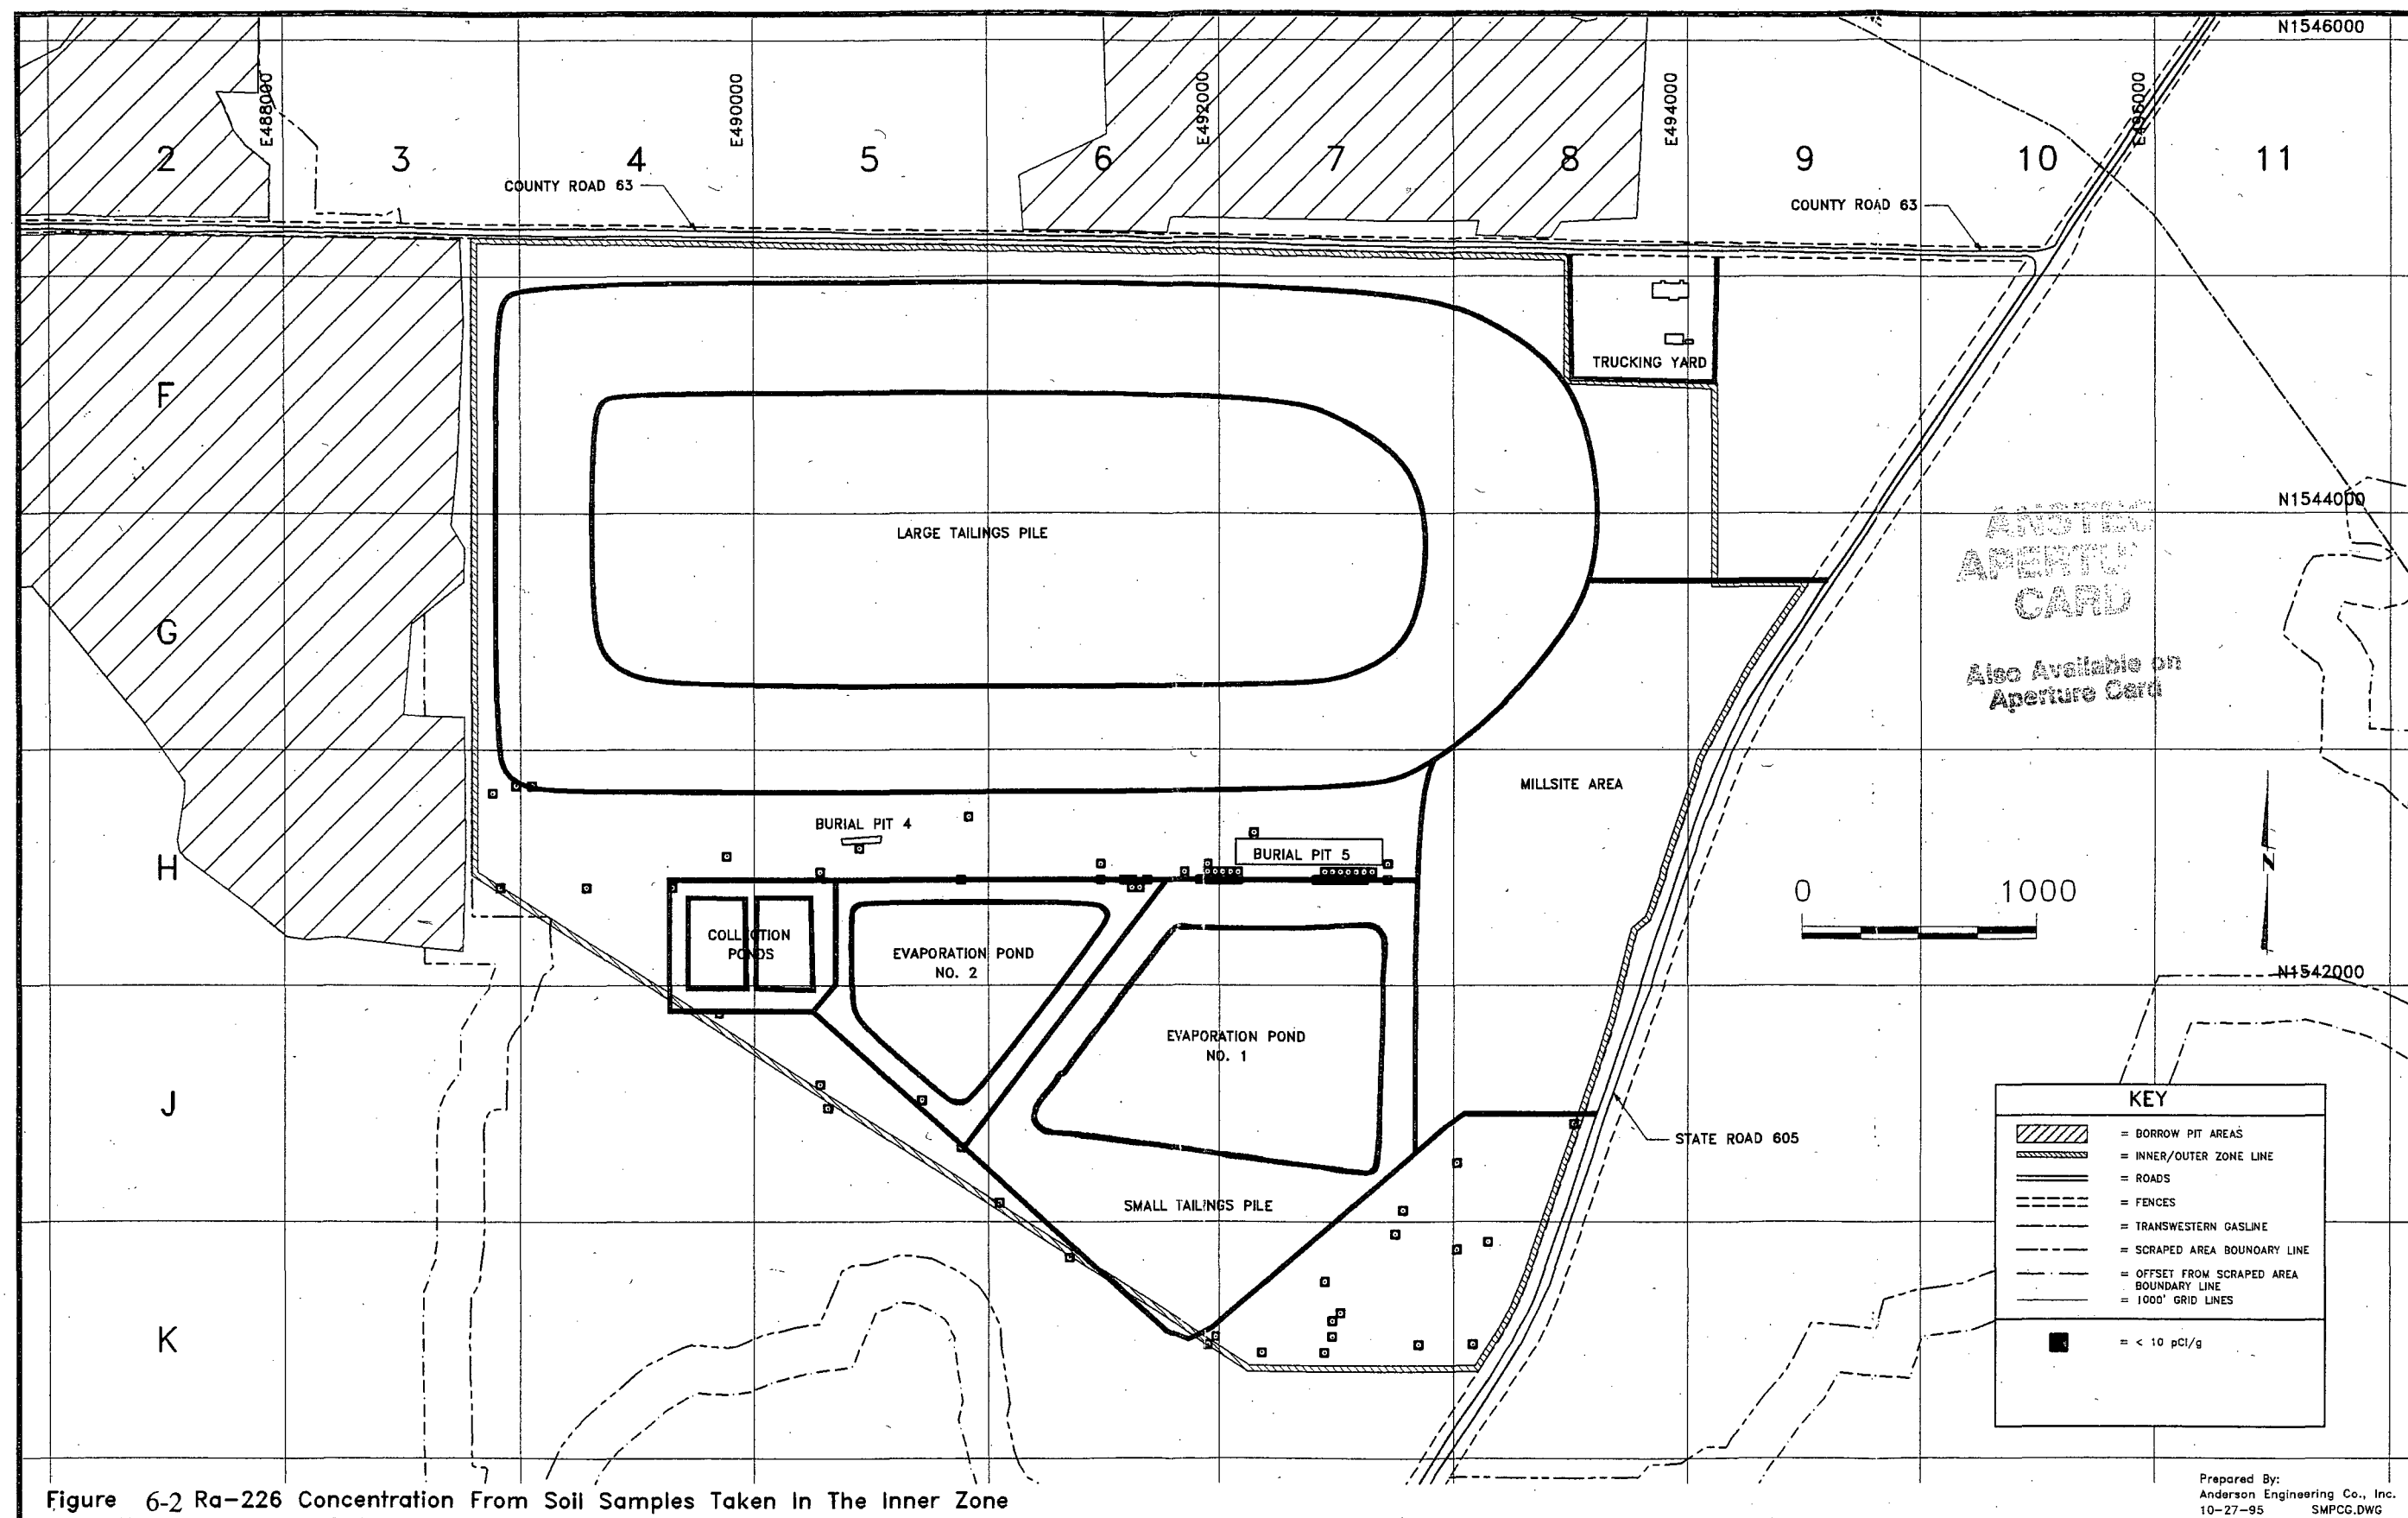 N1546000
E488000
E490000
E492000
E494000
E496000
2
3
4
5
6
7
8
9
10
11
COUNTY ROAD 63
COUNTY ROAD 63
TRUCKING YARD
F
N1544000
LARGE TAILINGS PILE
ANSTEC
APERTURE
CARD
G
Also Available on
Aperture Card
MILLSITE AREA
BURIAL PIT 4
BURIAL PIT 5
H
0
1000
N
COLLECTION
PONDS
EVAPORATION POND
NO. 2
N1542000
EVAPORATION POND
NO. 1
J
STATE ROAD 605
SMALL TAILINGS PILE
K
KEY
= BORROW PIT AREAS
= INNER/OUTER ZONE LINE
= ROADS
= FENCES
= TRANSWESTERN GASLINE
= SCRAPED AREA BOUNDARY LINE
= OFFSET FROM SCRAPED AREA
BOUNDARY LINE
= 1000' GRID LINES
= < 10 pCi/g
Figure 6-2 Ra-226 Concentration From Soil Samples Taken In The Inner Zone
Prepared By:
Anderson Engineering Co., Inc.
10-27-95 SMPCG.DWG